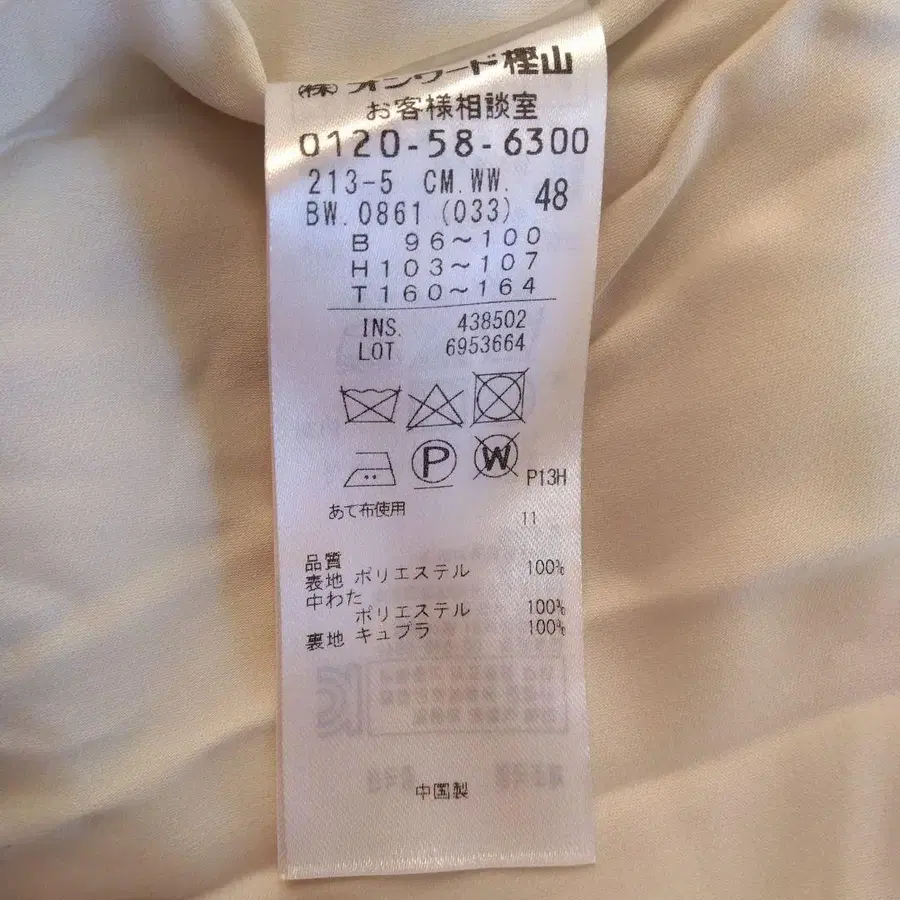 ㈱ オンワード樫山
お客様相談室
0120-58-6300
213-5 CM.WW. 48
BW.0861 (033)
B 96~100
H 103~107
T 160~164
INS. 438502
LOT 6953664
P W P13H
あて布使用
11
品質
表地 ポリエステル 100%
中わた
ポリエステル 100%
裏地 キュプラ 100%
中国製